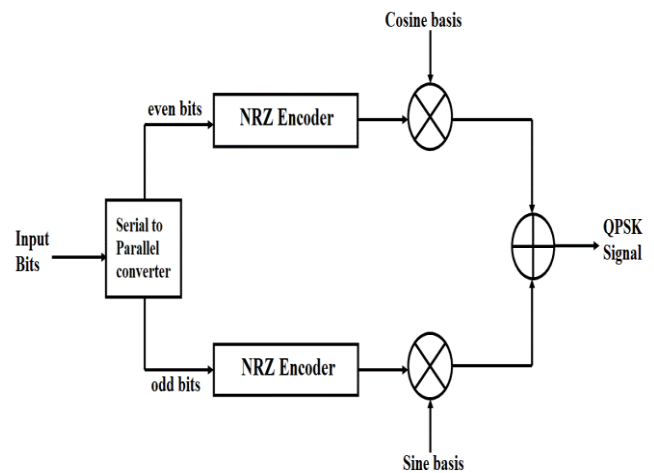 Cosine basis
even bits
NRZ Encoder
Serial to
Parallel
converter
Input
Bits
QPSK
Signal
NRZ Encoder
odd bits
Sine basis